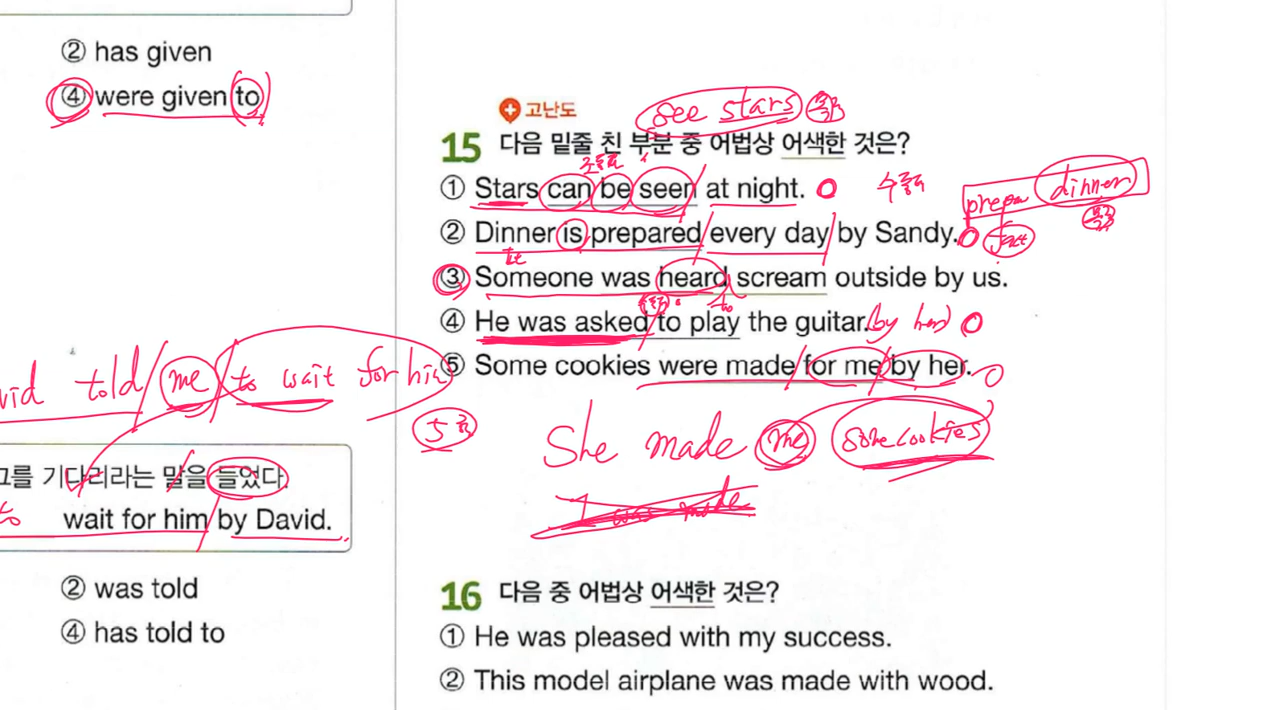 ② has given
④ were given to
told me to wait for him
를 기다리라는 말을 들었다.
to wait for him by David.
② was told
④ has told to
고난도
see stars
15 다음 밑줄 친 부분 중 어법상 어색한 것은?
① Stars can be seen at night.
② Dinner is prepared every day by Sandy.
dinner
③ Someone was heard scream outside by us.
to
④ He was asked to play the guitar.
⑤ Some cookies were made for me by her.
She made me some cookies
I was made
16 다음 중 어법상 어색한 것은?
① He was pleased with my success.
② This model airplane was made with wood.